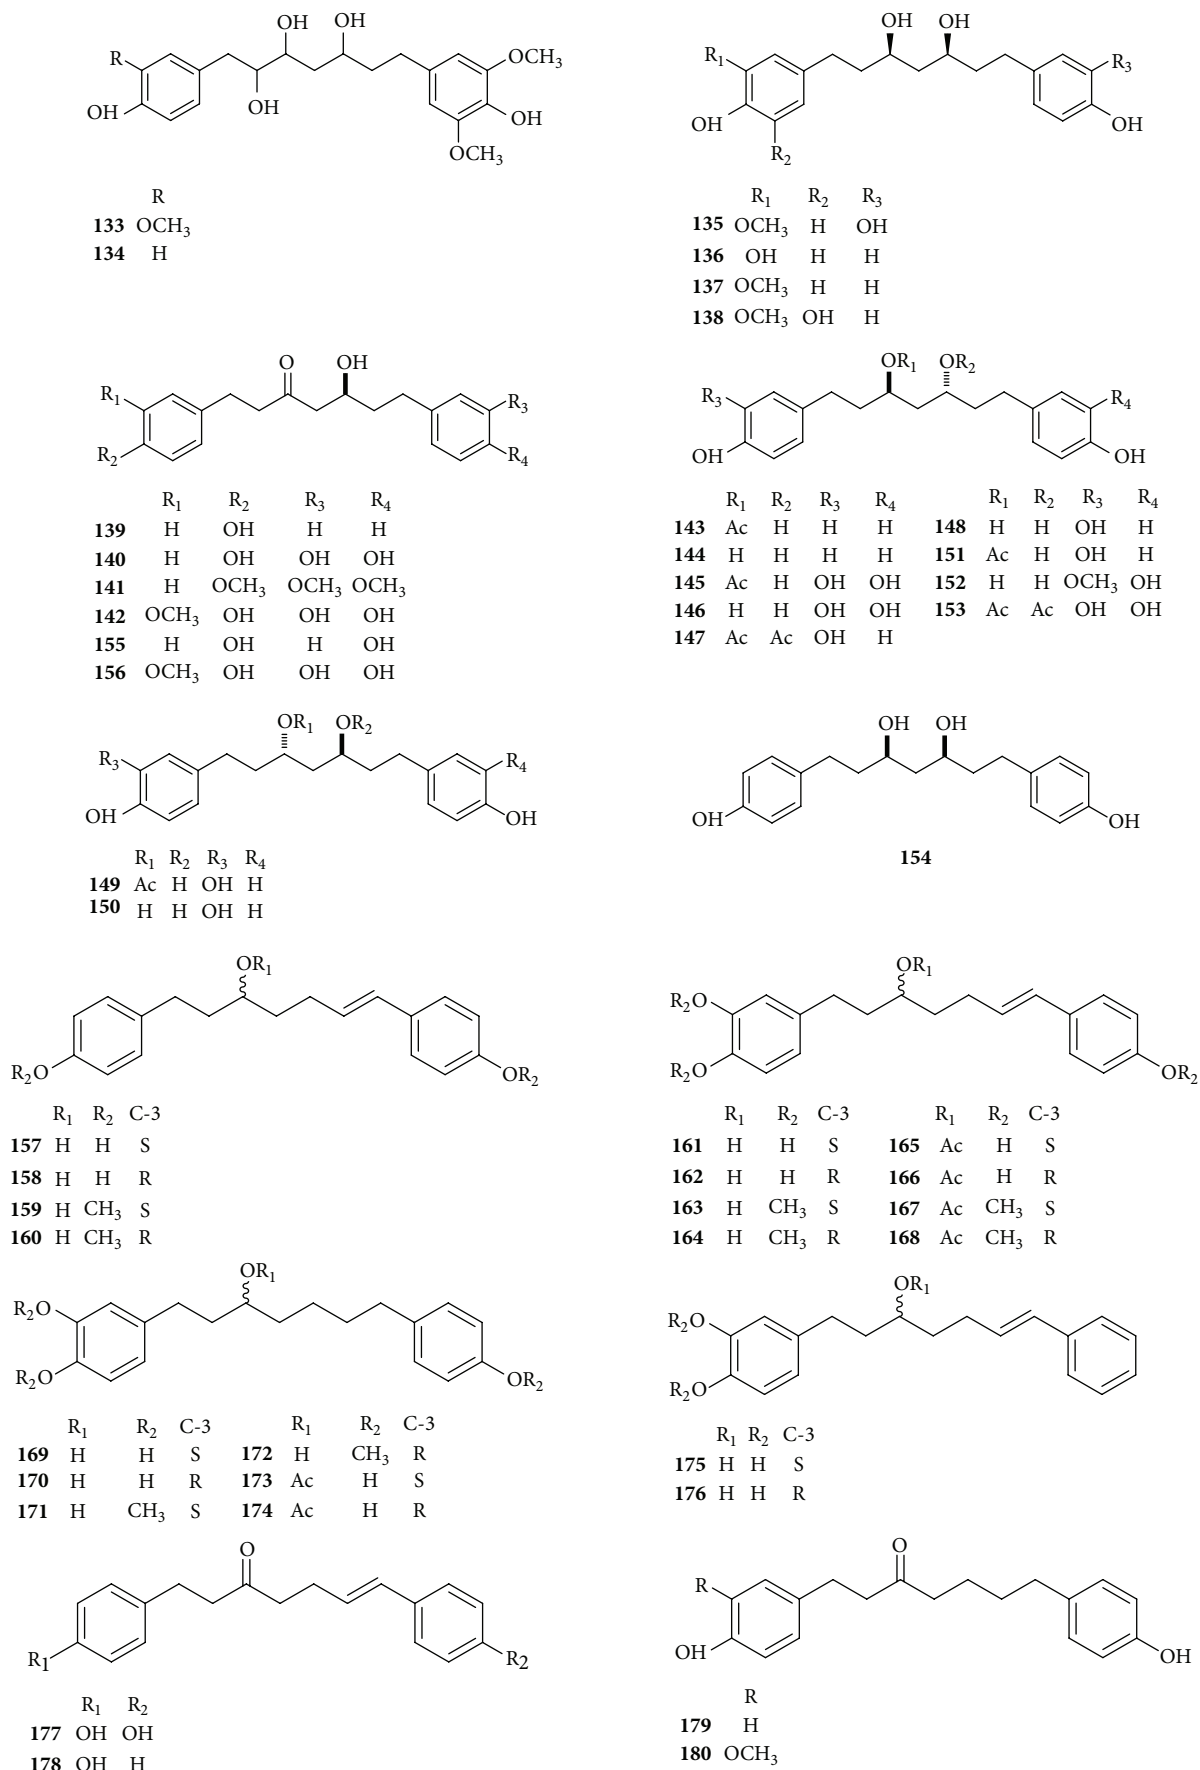 OH OH
R OCH3
OH OH OH
OCH3
R
133 OCH3
134 H
OH OH
R1 R3
OH OH
R2
R1 R2 R3
135 OCH3 H OH
136 OH H H
137 OCH3 H H
138 OCH3 OH H
O OH
R1 R3
R2 R4
R1 R2 R3 R4
139 H OH H H
140 H OH OH OH
141 H OCH3 OCH3 OCH3
142 OCH3 OH OH OH
155 H OH H OH
156 OCH3 OH OH OH
OR1 OR2
R3 R4
OH OH
R1 R2 R3 R4 R1 R2 R3 R4
143 Ac H H H 148 H H OH H
144 H H H H 151 Ac H OH H
145 Ac H OH OH 152 H H OCH3 OH
146 H H OH OH 153 Ac Ac OH OH
147 Ac Ac OH H
OR1 OR2
R3 R4
OH OH
R1 R2 R3 R4
149 Ac H OH H
150 H H OH H
OH OH
OH OH
154
OR1
R2O OR2
R1 R2 C-3
157 H H S
158 H H R
159 H CH3 S
160 H CH3 R
OR1
R2O
R2O OR2
R1 R2 C-3 R1 R2 C-3
161 H H S 165 Ac H S
162 H H R 166 Ac H R
163 H CH3 S 167 Ac CH3 S
164 H CH3 R 168 Ac CH3 R
OR1
R2O
R2O OR2
R1 R2 C-3 R1 R2 C-3
169 H H S 172 H CH3 R
170 H H R 173 Ac H S
171 H CH3 S 174 Ac H R
OR1
R2O
R2O
R1 R2 C-3
175 H H S
176 H H R
O
R1 R2
R1 R2
177 OH OH
178 OH H
O
R
OH OH
R
179 H
180 OCH3